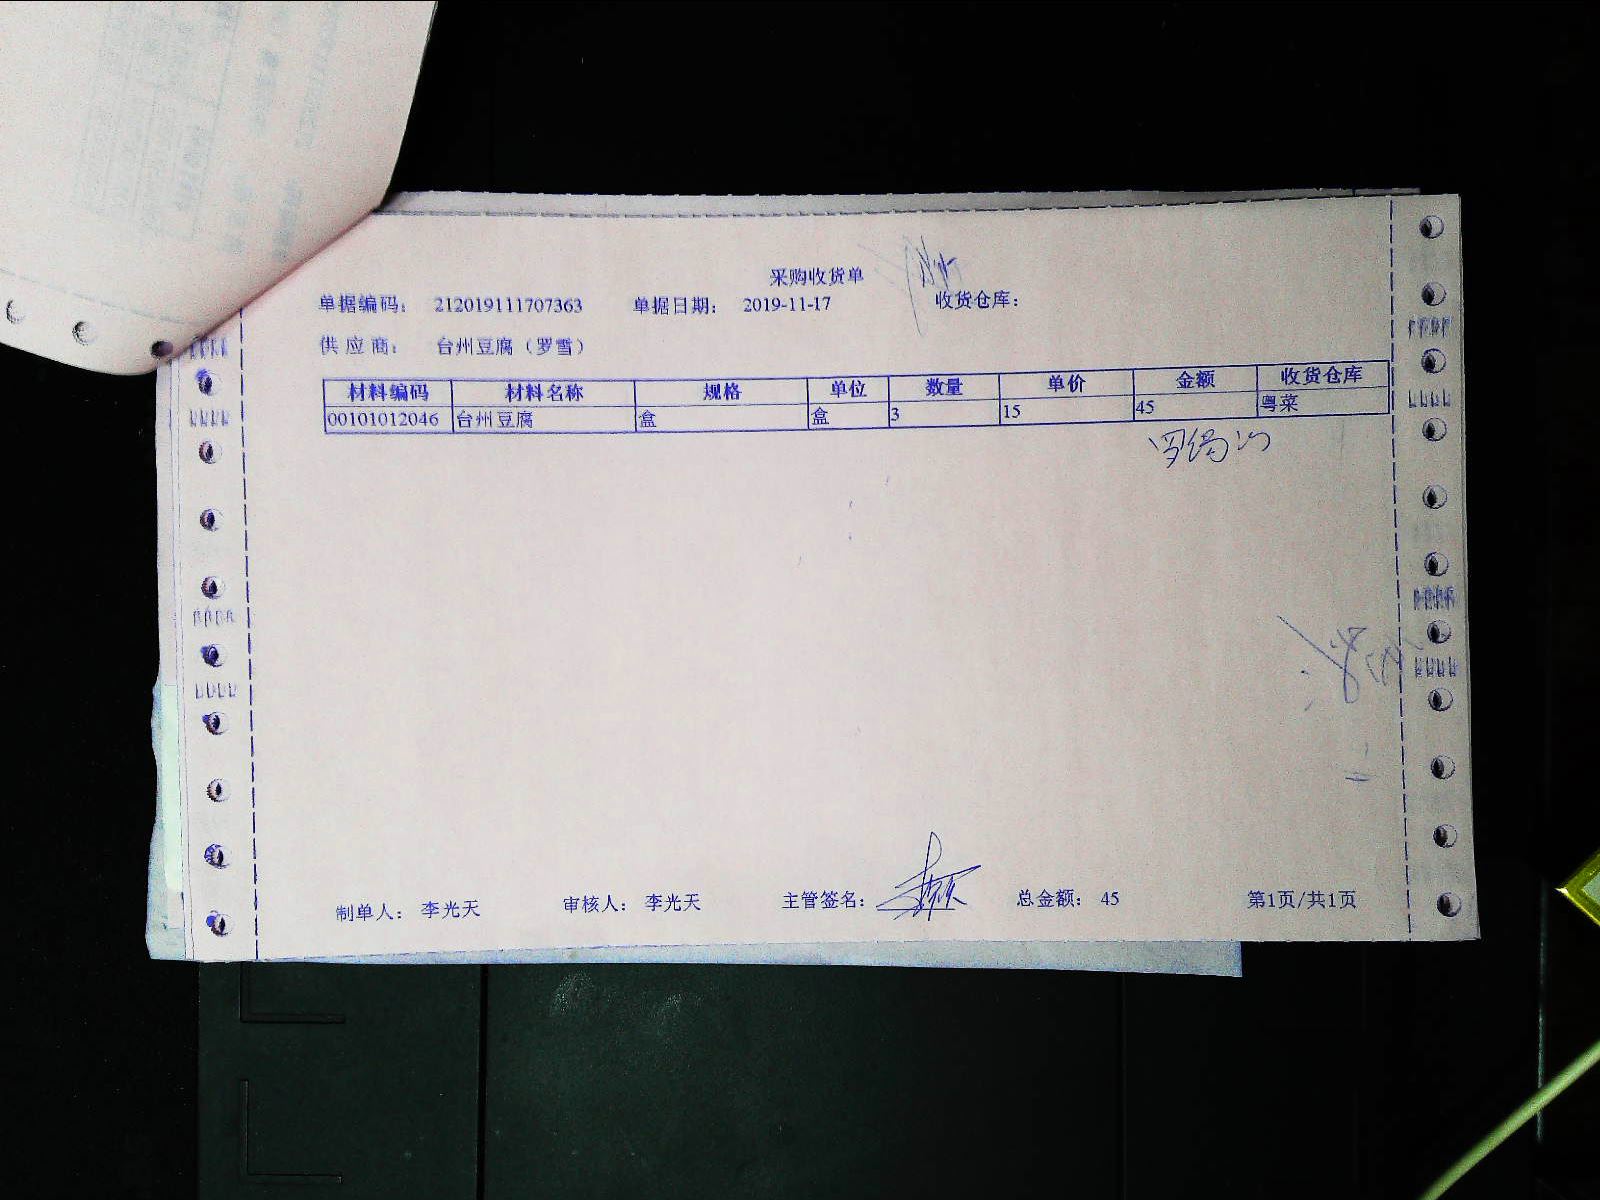 采购收货单
单据编码： 212019111707363 单据日期： 2019-11-17 收货仓库：
供 应 商： 台州豆腐（罗雪）
材料编码 材料名称 规格 单位 数量 单价 金额 收货仓库
00101012046 台州豆腐 盒 盒 3 15 45 粤菜
制单人： 李光天 审核人： 李光天 主管签名： 总金额： 45 第1页/共1页